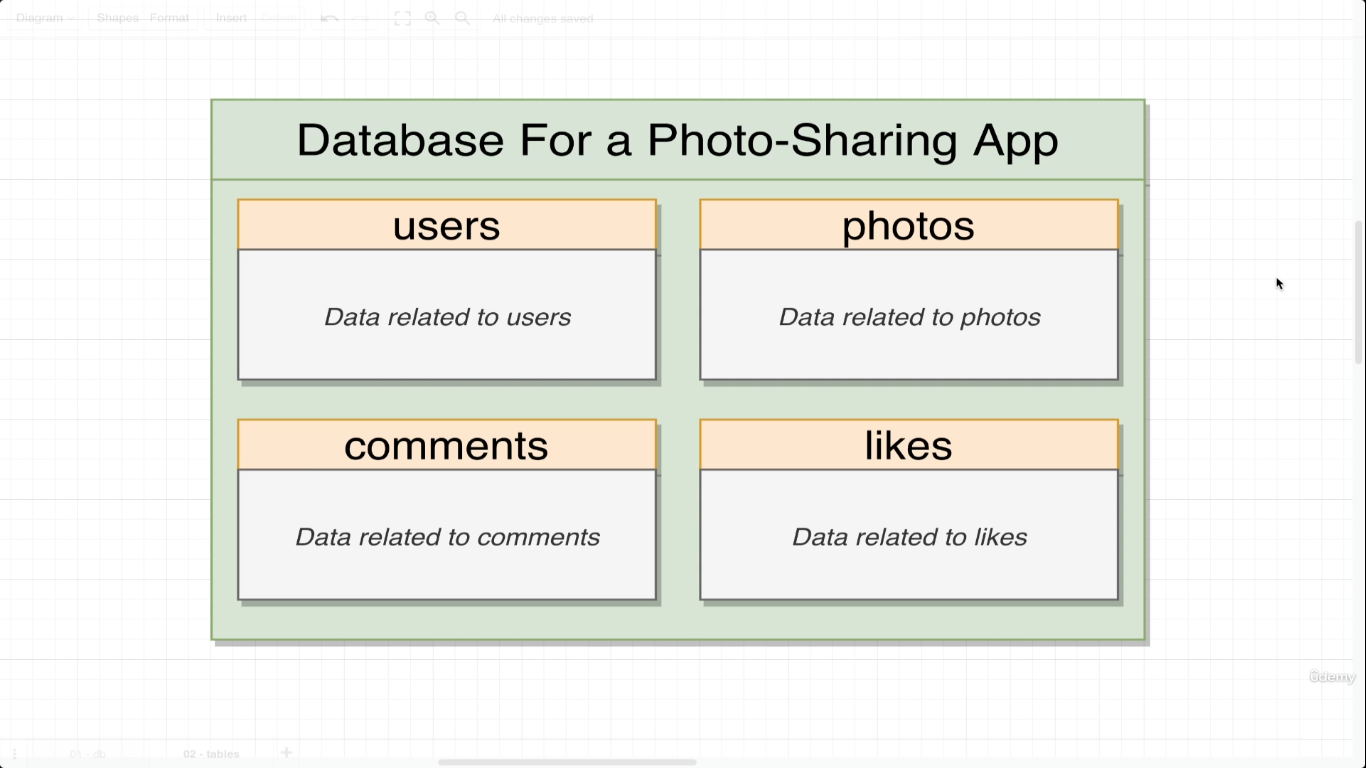 Diagram Shapes Format Insert
All changes saved
Database For a Photo-Sharing App
users
Data related to users
photos
Data related to photos
comments
Data related to comments
likes
Data related to likes
ûdemy
01 - db 02 - tables +